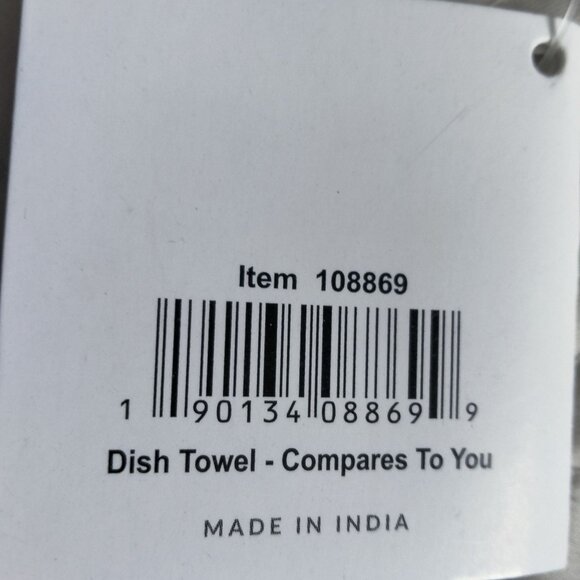 Item 108869
1 90134 08869 9
Dish Towel - Compares To You
MADE IN INDIA